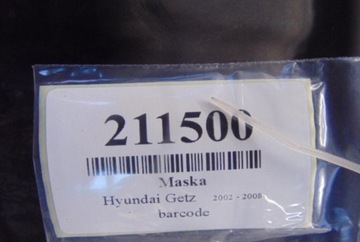 211500
Maska
Hyundai Getz 2002 - 2008
barcode